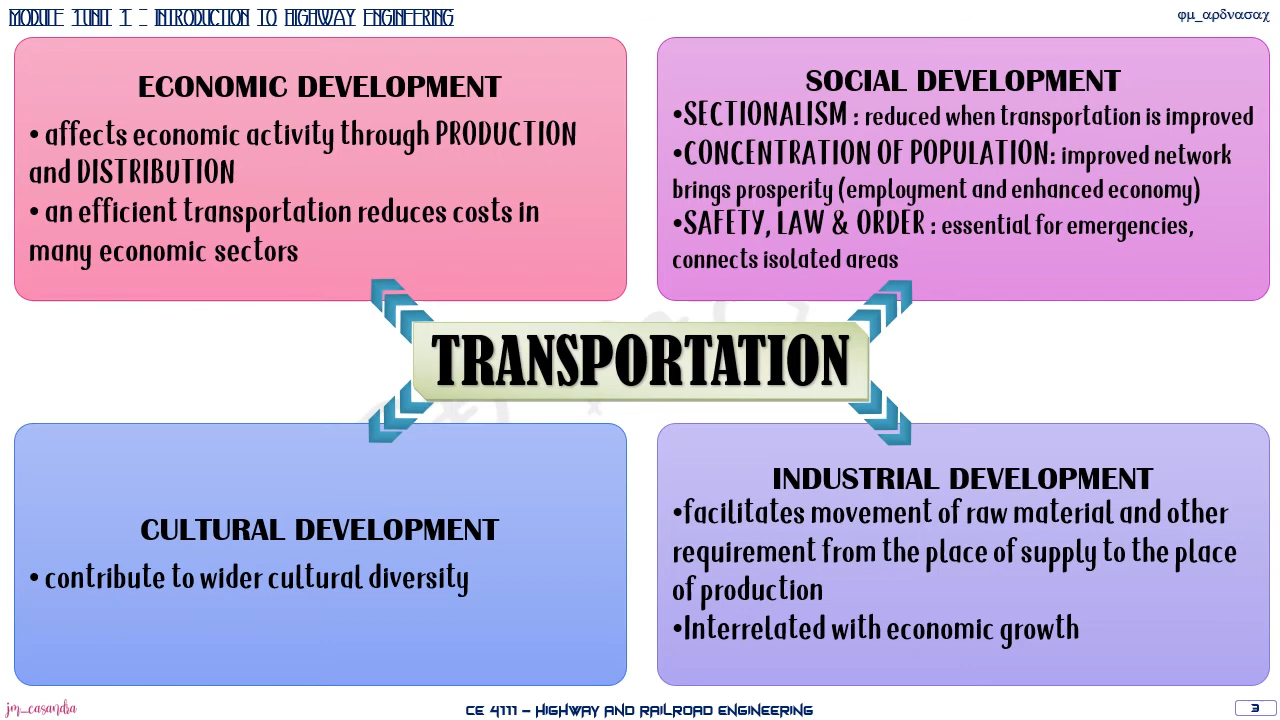 MODULE 1UNIT 1 – INTRODUCTION TO HIGHWAY ENGINEERING
φμ_αρδνασαχ
ECONOMIC DEVELOPMENT
• affects economic activity through PRODUCTION
and DISTRIBUTION
• an efficient transportation reduces costs in
many economic sectors
SOCIAL DEVELOPMENT
•SECTIONALISM : reduced when transportation is improved
•CONCENTRATION OF POPULATION: improved network
brings prosperity (employment and enhanced economy)
•SAFETY, LAW & ORDER : essential for emergencies,
connects isolated areas
TRANSPORTATION
CULTURAL DEVELOPMENT
• contribute to wider cultural diversity
INDUSTRIAL DEVELOPMENT
•facilitates movement of raw material and other
requirement from the place of supply to the place
of production
•Interrelated with economic growth
jm_casandra
CE 4111 – HIGHWAY AND RAILROAD ENGINEERING
3